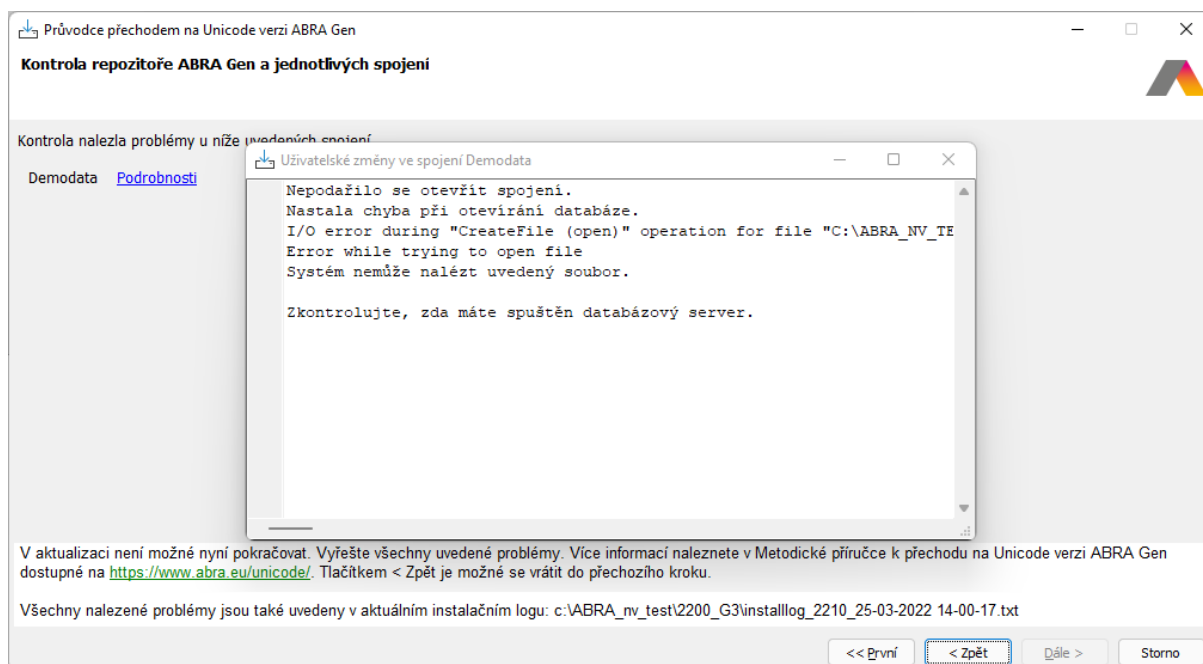 Průvodce přechodem na Unicode verzi ABRA Gen
Kontrola repozitoře ABRA Gen a jednotlivých spojení
Kontrola nalezla problémy u níže uvedených spojení
Demodata Podrobnosti
Uživatelské změny ve spojení Demodata
Nepodařilo se otevřít spojení.
Nastala chyba při otevírání databáze.
I/O error during "CreateFile (open)" operation for file "C:\ABRA_NV_TE
Error while trying to open file
Systém nemůže nalézt uvedený soubor.
Zkontrolujte, zda máte spuštěn databázový server.
V aktualizaci není možné nyní pokračovat. Vyřešte všechny uvedené problémy. Více informací naleznete v Metodické příručce k přechodu na Unicode verzi ABRA Gen
dostupné na https://www.abra.eu/unicode/. Tlačítkem < Zpět je možné se vrátit do přechozího kroku.
Všechny nalezené problémy jsou také uvedeny v aktuálním instalačním logu: c:\ABRA_nv_test\2200_G3\installlog_2210_25-03-2022 14-00-17.txt
<< První < Zpět Dále > Storno